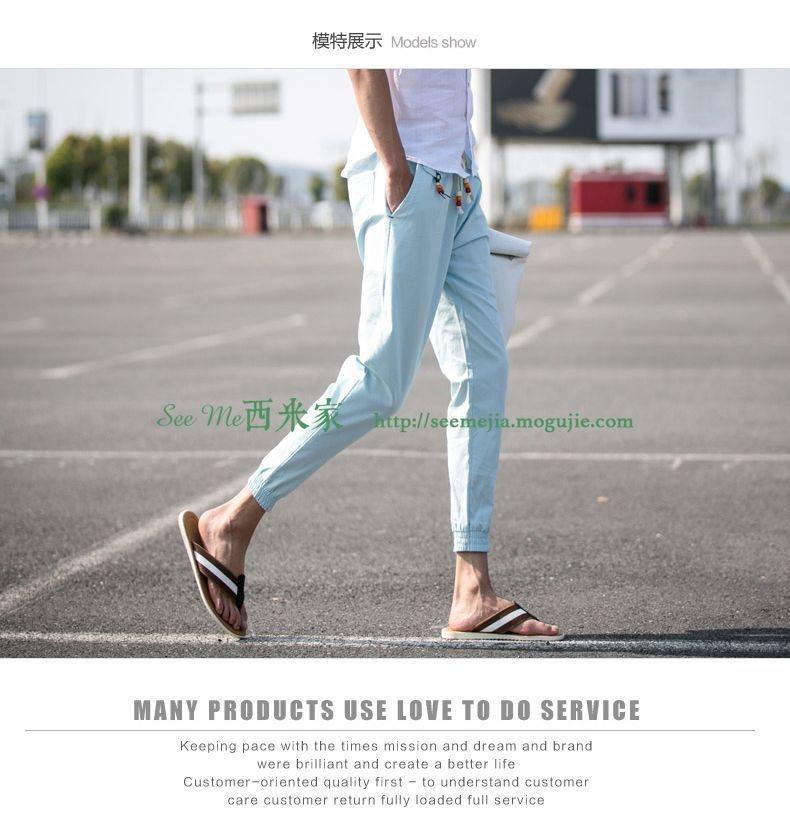 模特展示 Models show
See Me西米家 http://seemejia.mogujie.com
MANY PRODUCTS USE LOVE TO DO SERVICE
Keeping pace with the times mission and dream and brand
were brilliant and create a better life
Customer-oriented quality first - to understand customer
care customer return fully loaded full service